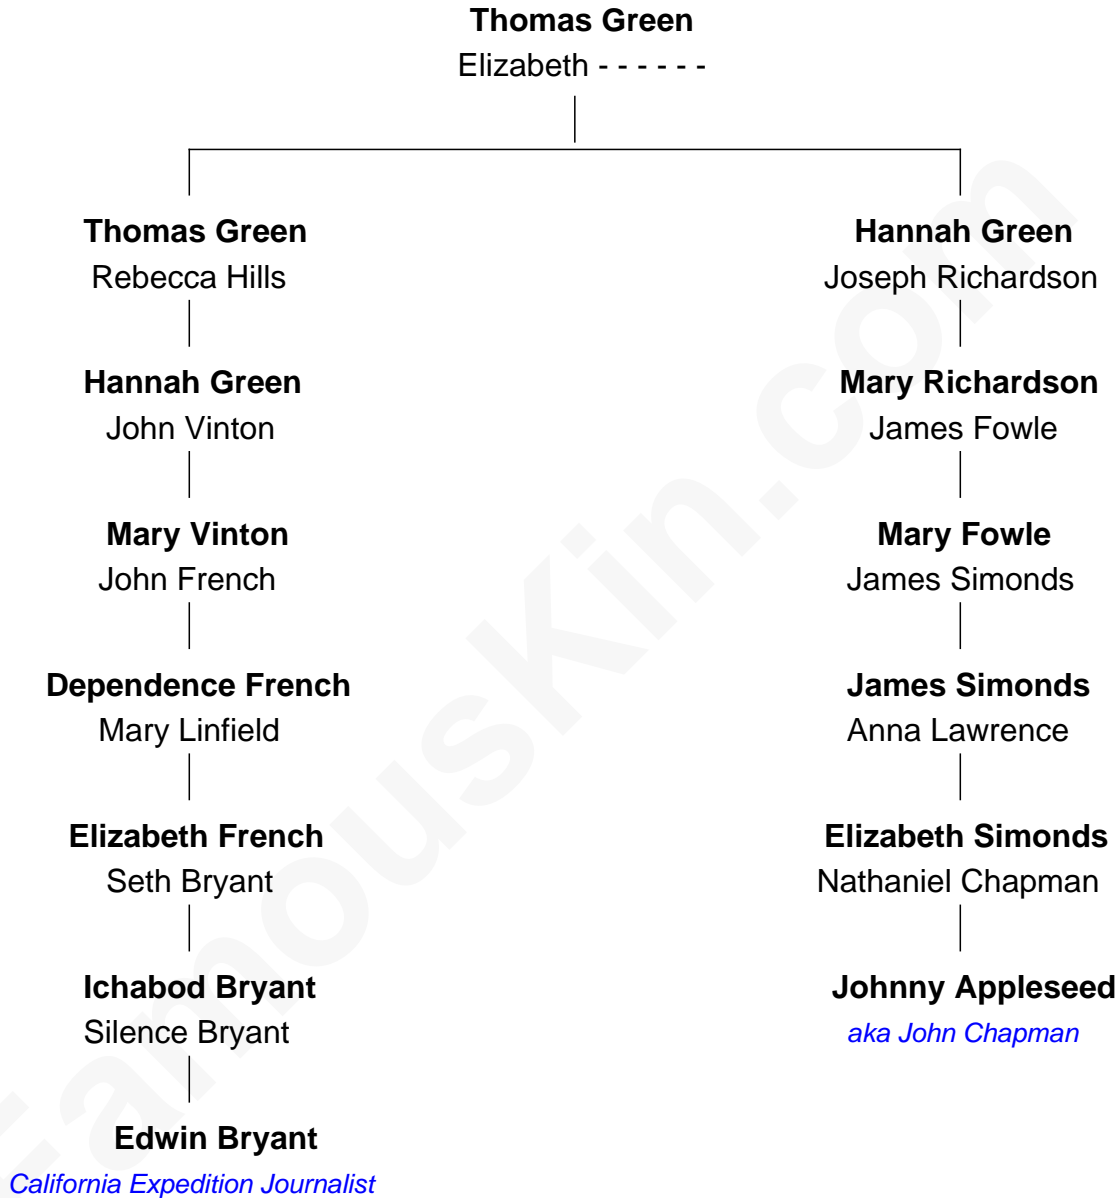 Thomas Green
Elizabeth - - - - - -
Thomas Green
Rebecca Hills
Hannah Green
Joseph Richardson
Hannah Green
John Vinton
Mary Richardson
James Fowle
Mary Vinton
John French
Mary Fowle
James Simonds
Dependence French
Mary Linfield
James Simonds
Anna Lawrence
Elizabeth French
Seth Bryant
Elizabeth Simonds
Nathaniel Chapman
Ichabod Bryant
Silence Bryant
Johnny Appleseed
aka John Chapman
Edwin Bryant
California Expedition Journalist
FamousKin.com